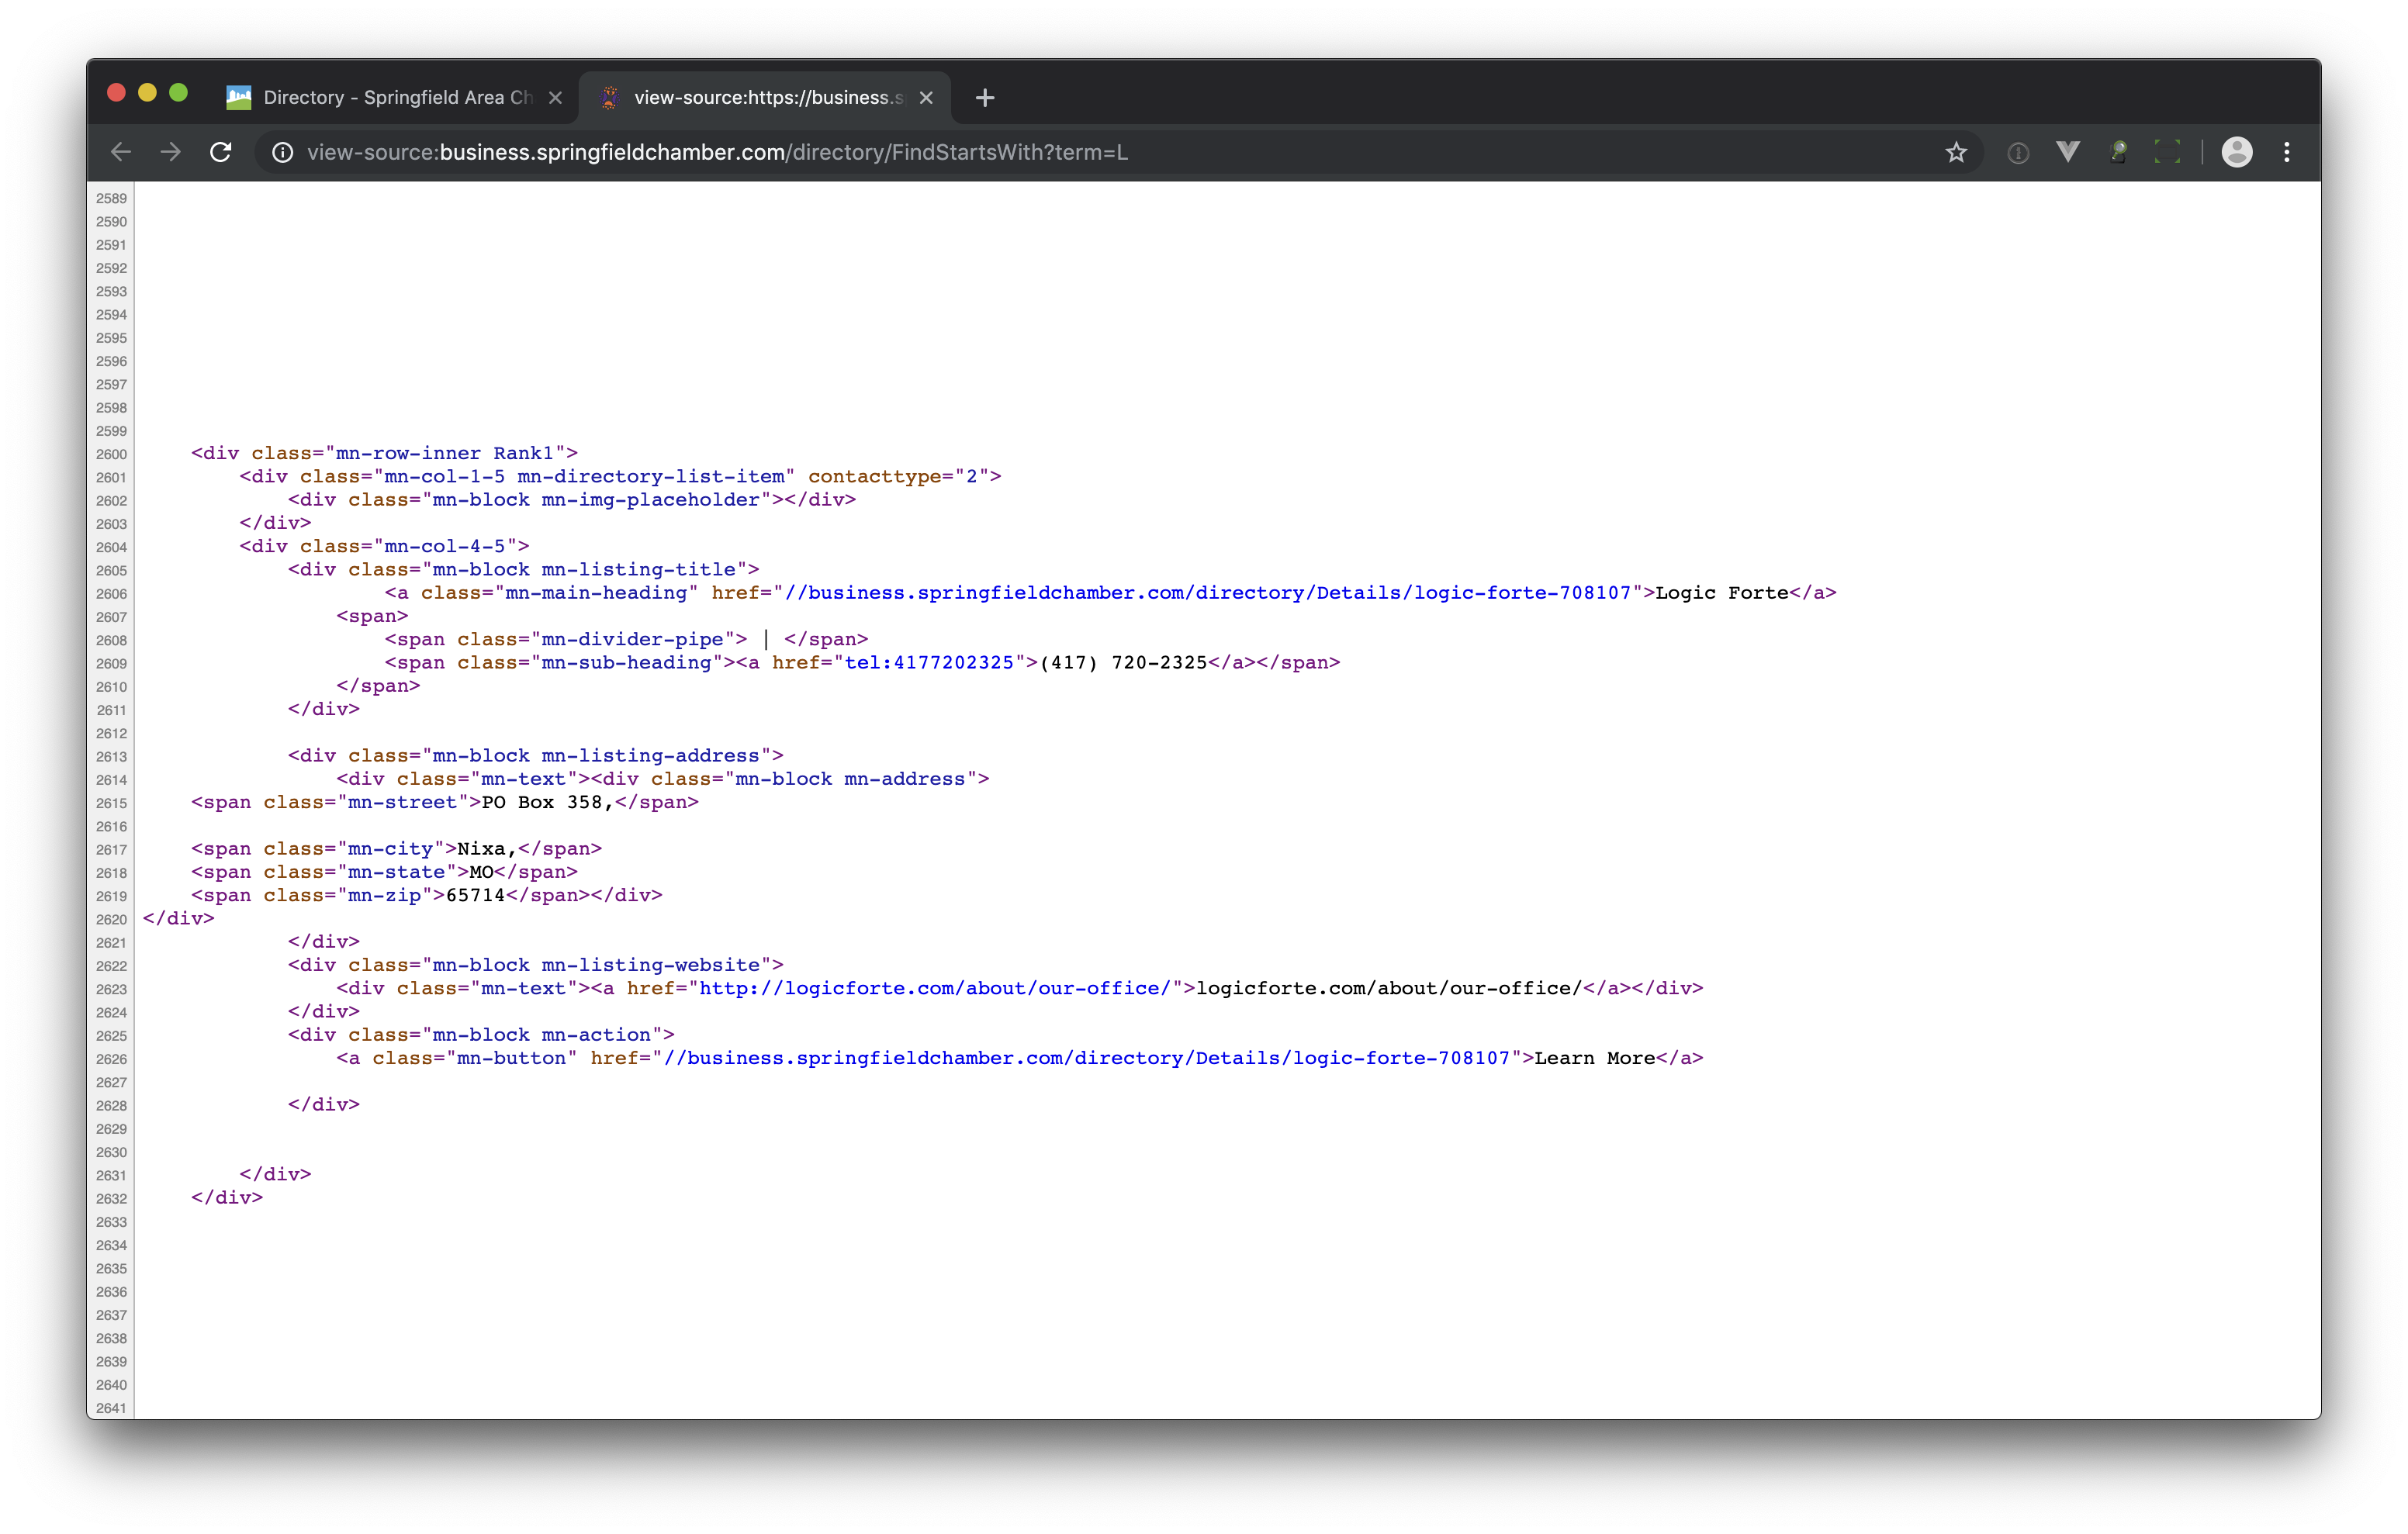 Directory - Springfield Area Ch
view-source:https://business.s
view-source:business.springfieldchamber.com/directory/FindStartsWith?term=L
2589
2590
2591
2592
2593
2594
2595
2596
2597
2598
2599
2600 <div class="mn-row-inner Rank1">
2601 <div class="mn-col-1-5 mn-directory-list-item" contacttype="2">
2602 <div class="mn-block mn-img-placeholder"></div>
2603 </div>
2604 <div class="mn-col-4-5">
2605 <div class="mn-block mn-listing-title">
2606 <a class="mn-main-heading" href="//business.springfieldchamber.com/directory/Details/logic-forte-708107">Logic Forte</a>
2607 <span>
2608 <span class="mn-divider-pipe"> | </span>
2609 <span class="mn-sub-heading"><a href="tel:4177202325">(417) 720-2325</a></span>
2610 </span>
2611 </div>
2612
2613 <div class="mn-block mn-listing-address">
2614 <div class="mn-text"><div class="mn-block mn-address">
2615 <span class="mn-street">PO Box 358,</span>
2616
2617 <span class="mn-city">Nixa,</span>
2618 <span class="mn-state">MO</span>
2619 <span class="mn-zip">65714</span></div>
2620 </div>
2621 </div>
2622 <div class="mn-block mn-listing-website">
2623 <div class="mn-text"><a href="http://logicforte.com/about/our-office/">logicforte.com/about/our-office/</a></div>
2624 </div>
2625 <div class="mn-block mn-action">
2626 <a class="mn-button" href="//business.springfieldchamber.com/directory/Details/logic-forte-708107">Learn More</a>
2627
2628 </div>
2629
2630
2631 </div>
2632 </div>
2633
2634
2635
2636
2637
2638
2639
2640
2641